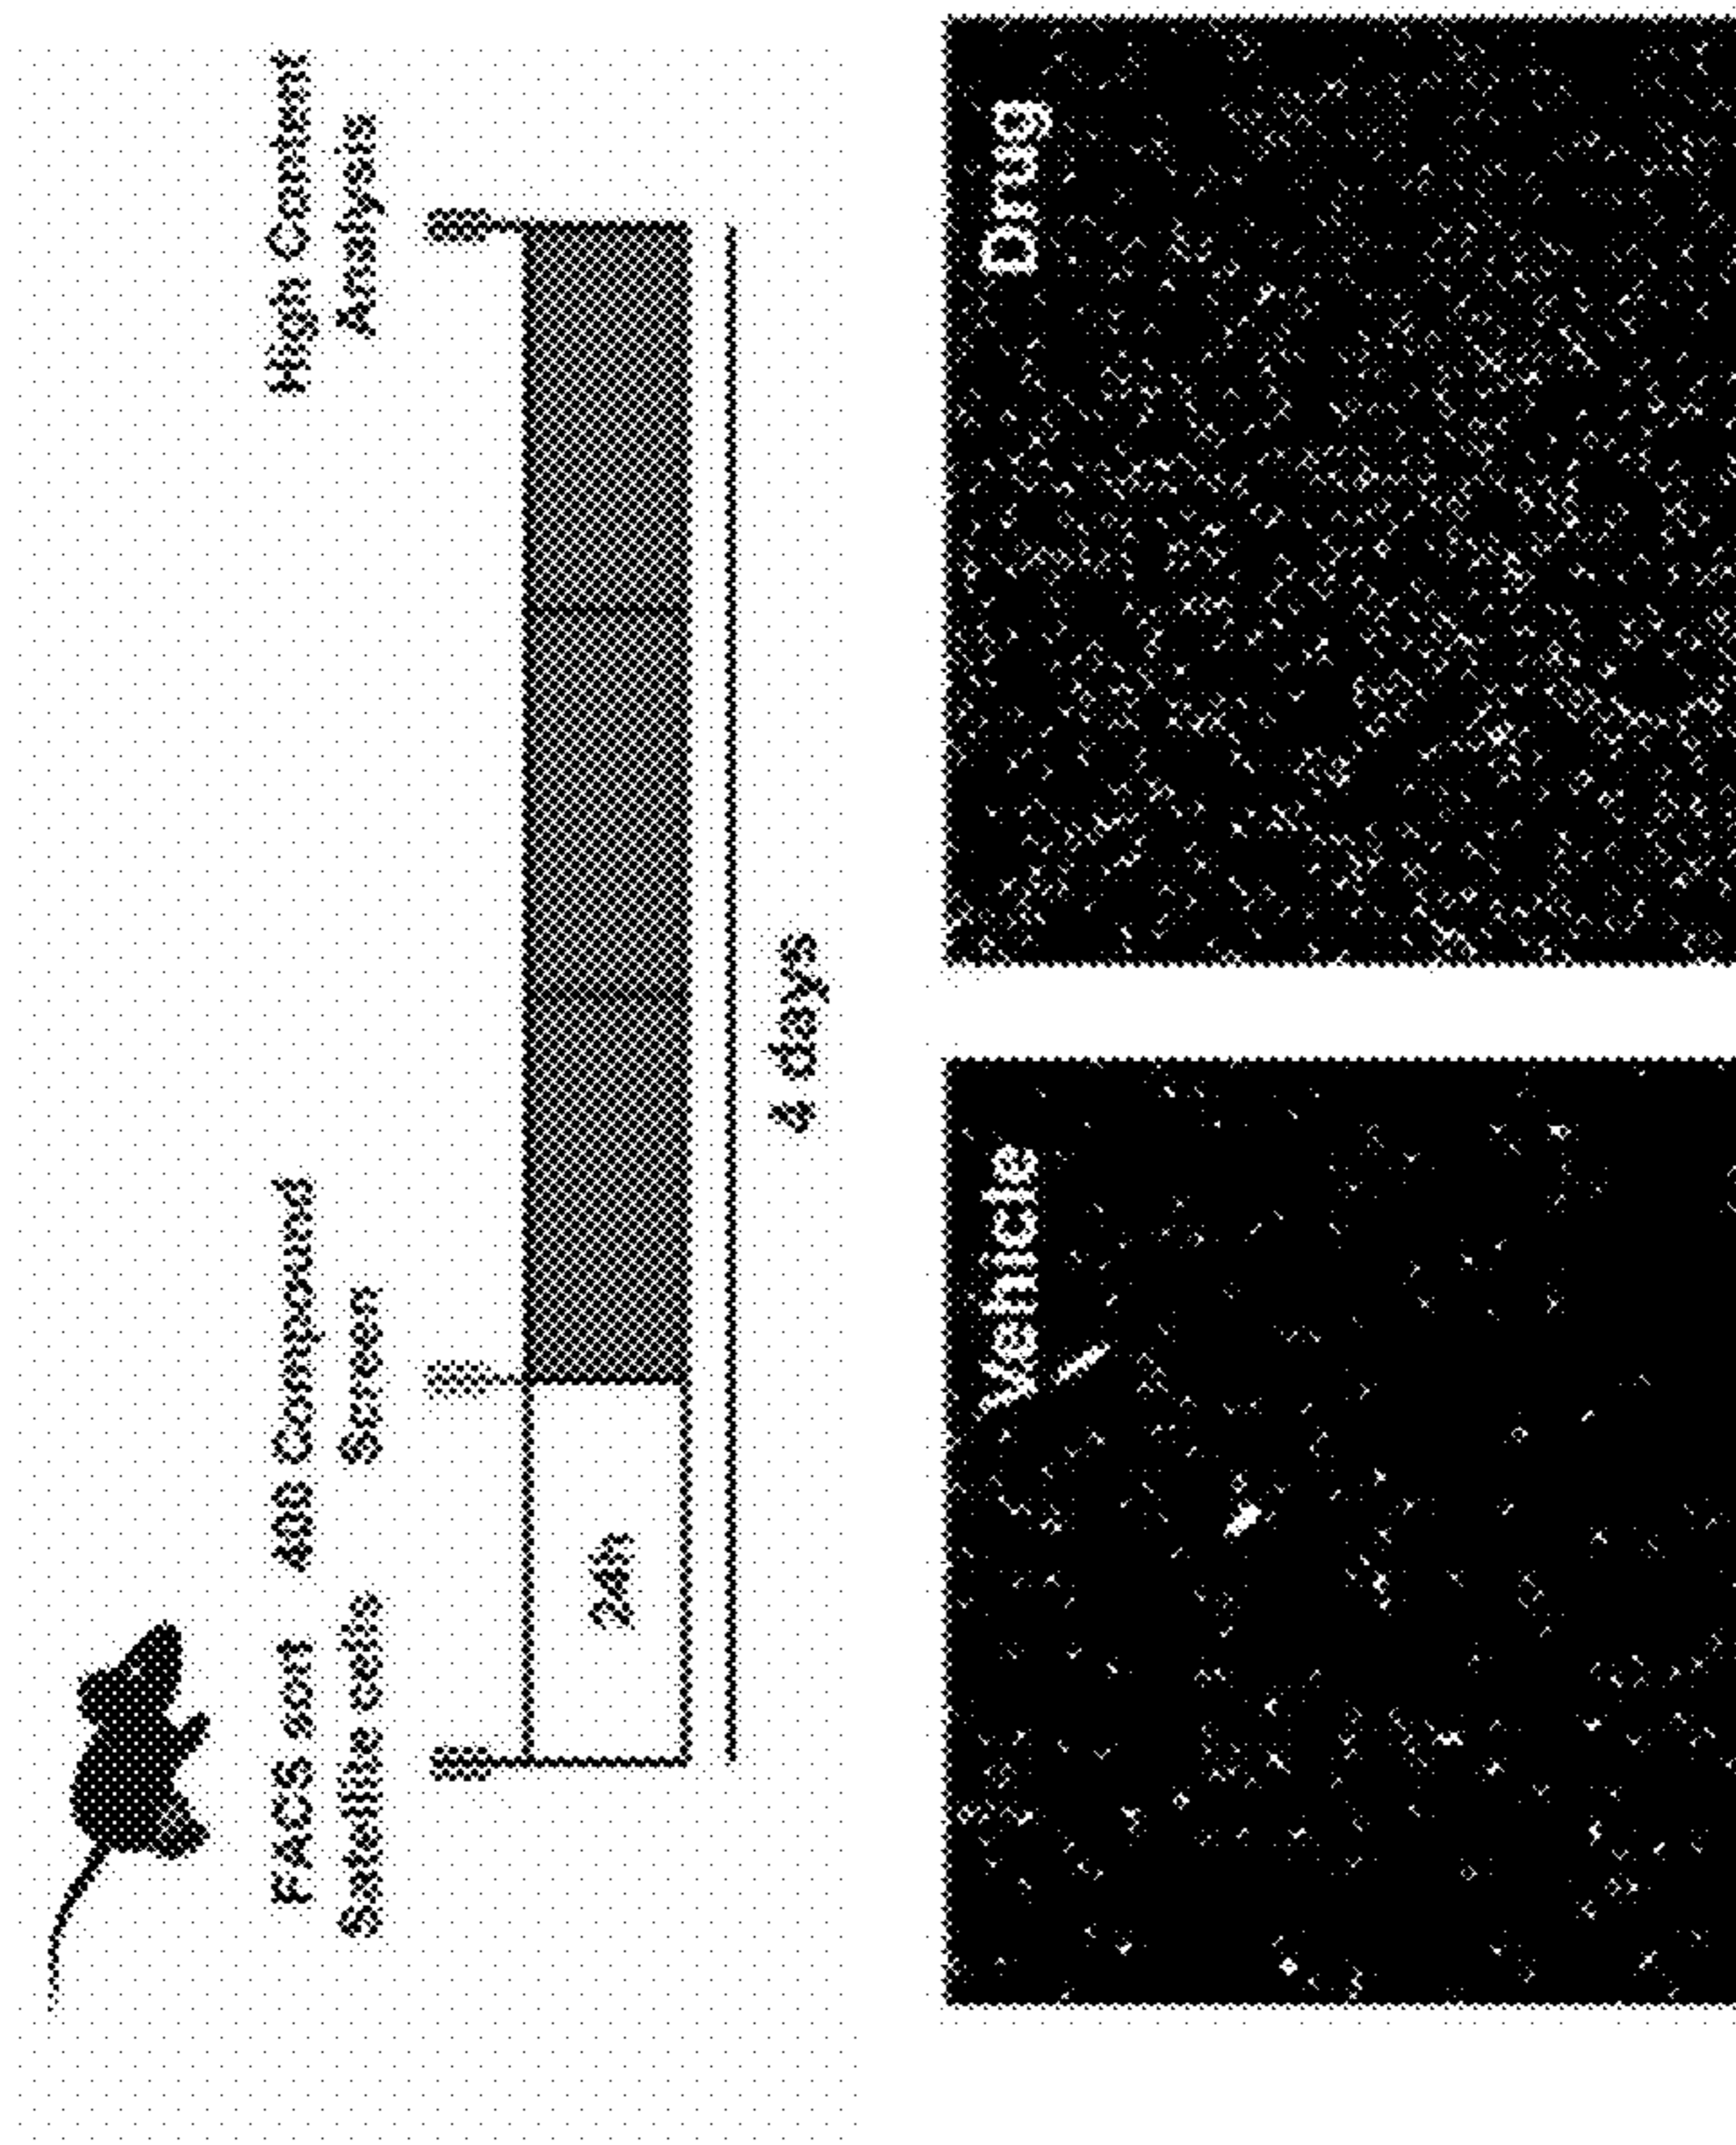 FACS sort
Satellite cells
400 Compound
Screen
High Content
Analysis
24h
4 days
Vehicle
Drug